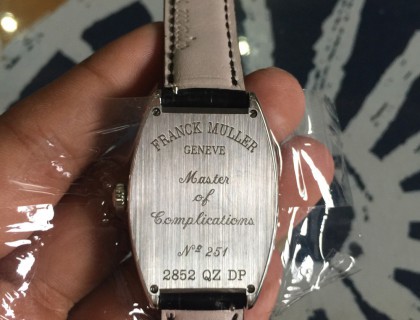 FRANCK MULLER
GENEVE
Master
of
Complications
Nº 251
2852 QZ DP